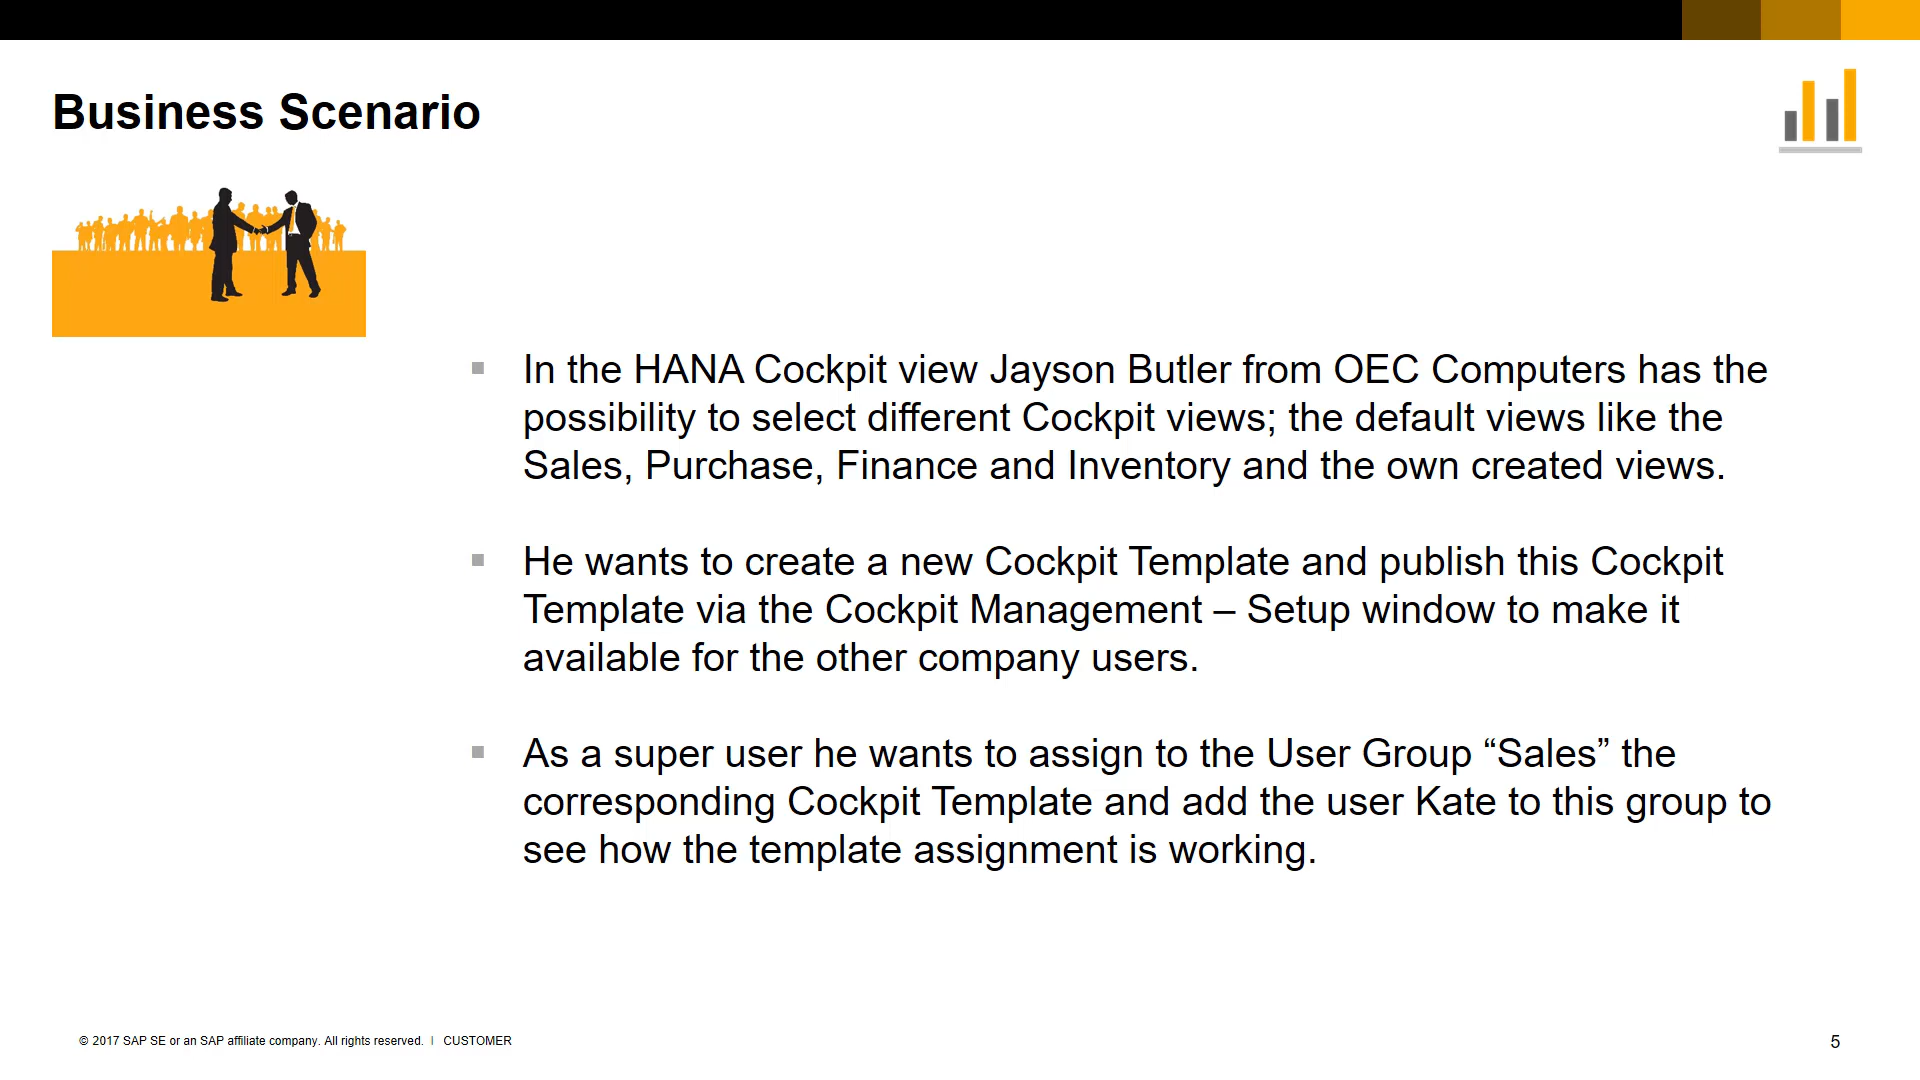 Business Scenario
In the HANA Cockpit view Jayson Butler from OEC Computers has the
possibility to select different Cockpit views; the default views like the
Sales, Purchase, Finance and Inventory and the own created views.
He wants to create a new Cockpit Template and publish this Cockpit
Template via the Cockpit Management – Setup window to make it
available for the other company users.
As a super user he wants to assign to the User Group “Sales” the
corresponding Cockpit Template and add the user Kate to this group to
see how the template assignment is working.
© 2017 SAP SE or an SAP affiliate company. All rights reserved. | CUSTOMER
5